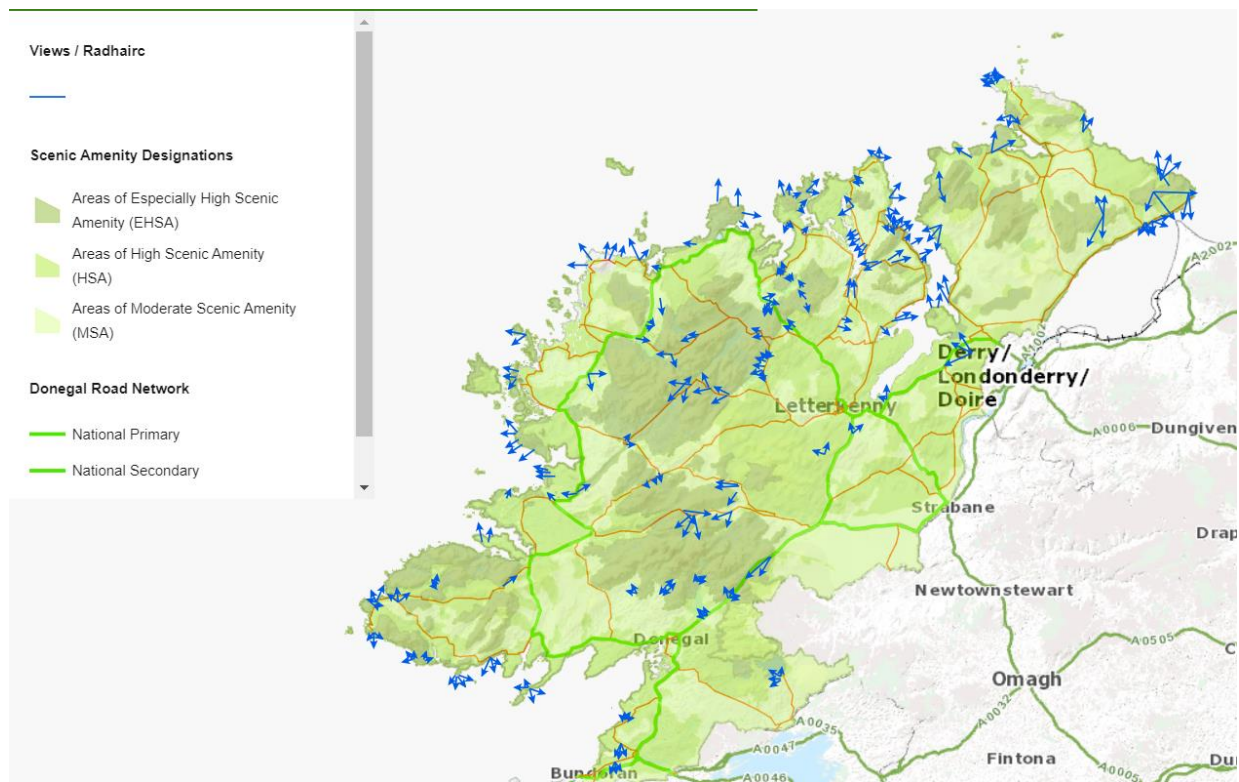 Views / Radhairc
Scenic Amenity Designations
Areas of Especially High Scenic
Amenity (EHSA)
Areas of High Scenic Amenity
(HSA)
Areas of Moderate Scenic Amenity
(MSA)
Donegal Road Network
National Primary
National Secondary
A2002
A1002
Derry/
Londonderry/
Doire
Letterkenny
A0006
Dungiven
Strabane
Drap
Newtownstewart
Donegal
A0505
Omagh
A0032
A0035
A0047
Fintona
Bundoran
A0046
A0005